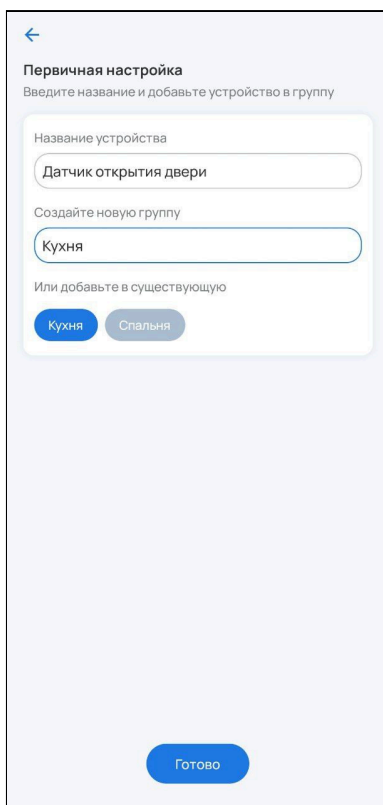 Первичная настройка
Введите название и добавьте устройство в группу
Название устройства
Датчик открытия двери
Создайте новую группу
Кухня
Или добавьте в существующую
Кухня Спальня
Готово